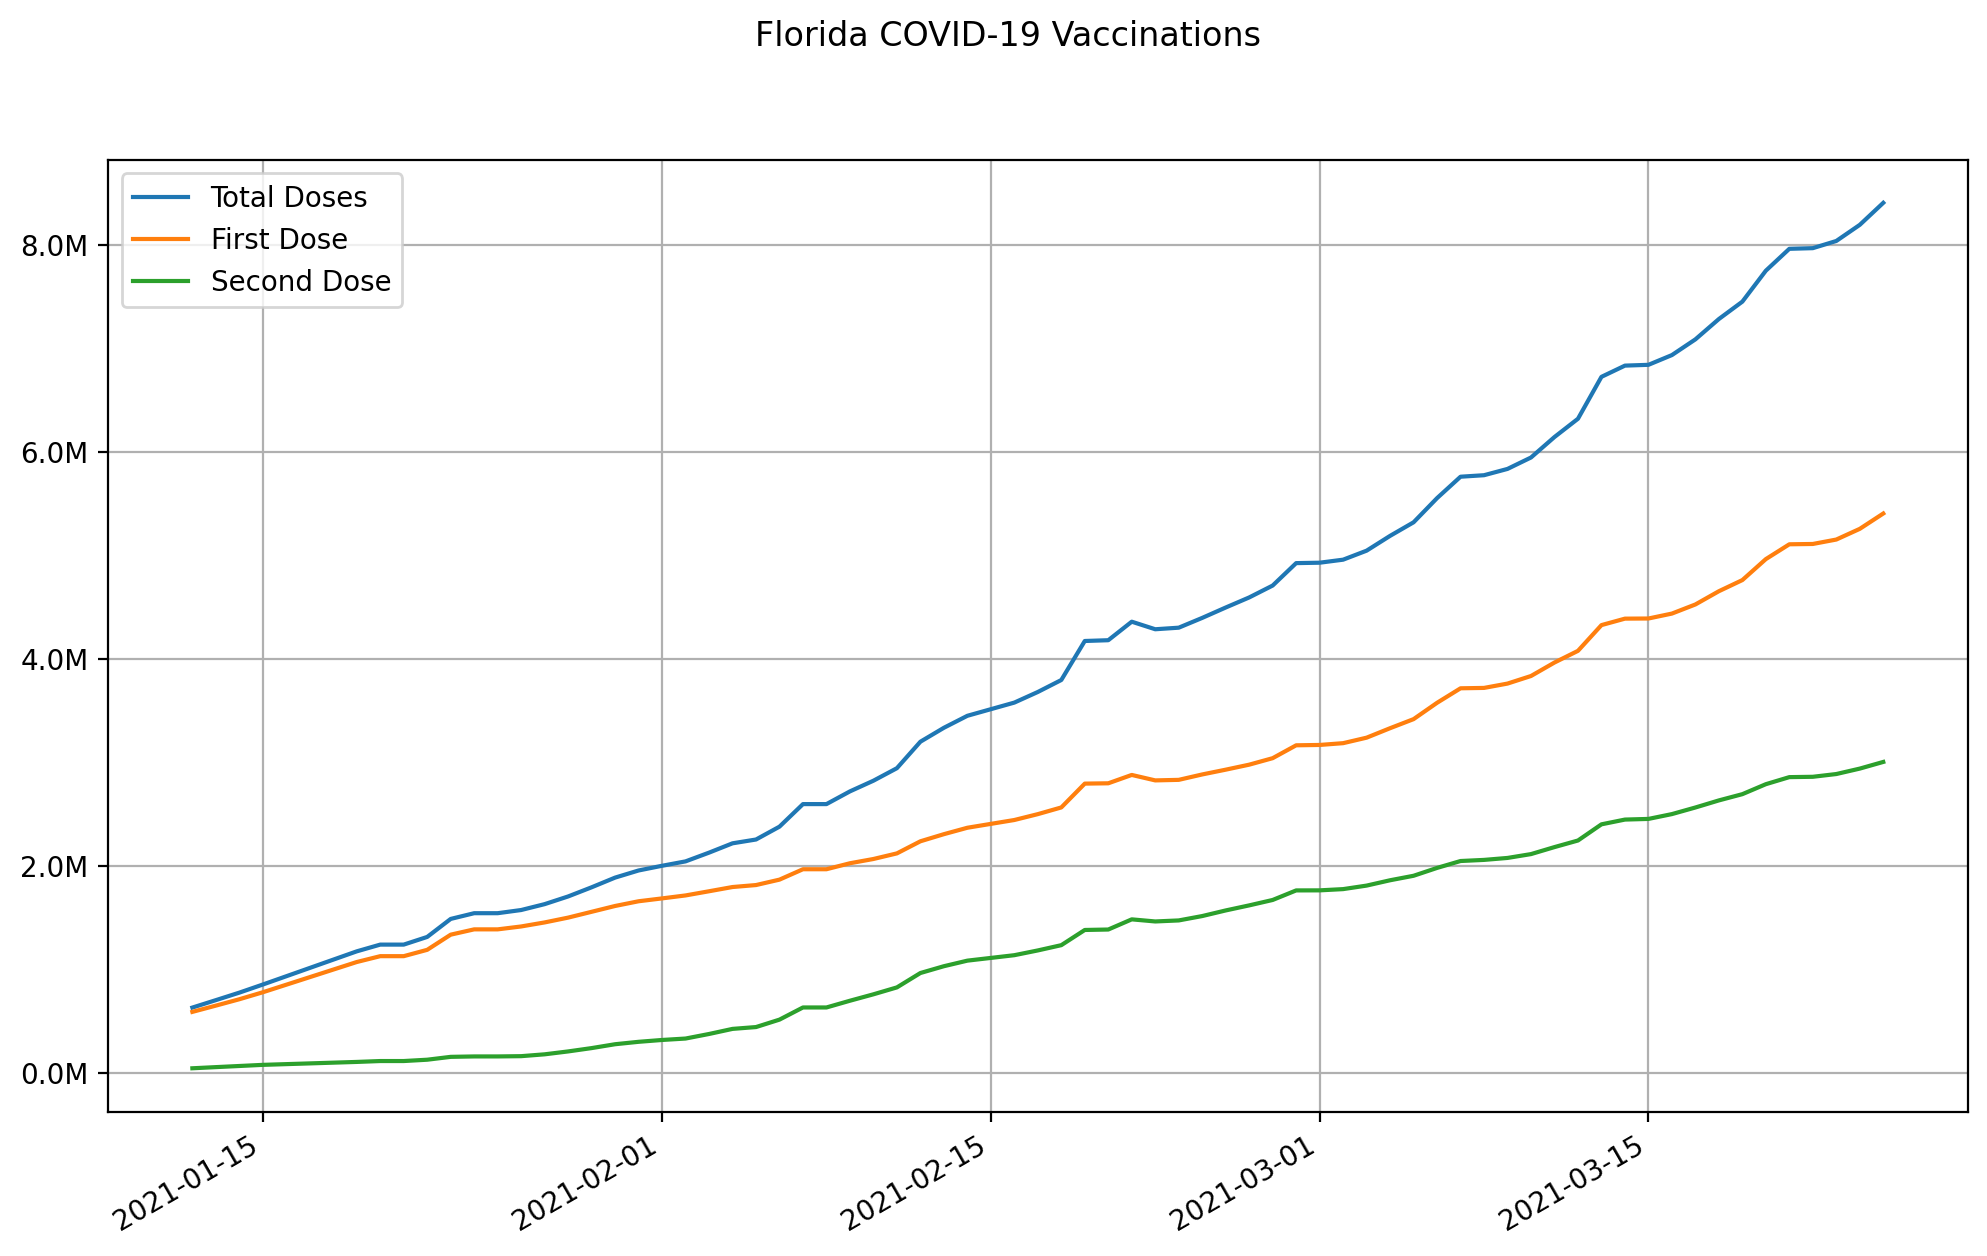 Florida COVID-19 Vaccinations
Total Doses
First Dose
Second Dose
8.0M
6.0M
4.0M
2.0M
0.0M
2021-01-15
2021-02-01
2021-02-15
2021-03-01
2021-03-15